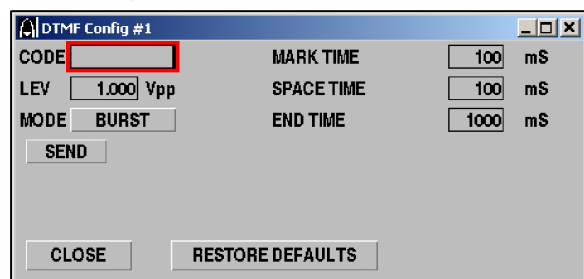 DTMF Config #1
CODE MARK TIME 100 mS
LEV 1.000 Vpp SPACE TIME 100 mS
MODE BURST END TIME 1000 mS
SEND
CLOSE RESTORE DEFAULTS